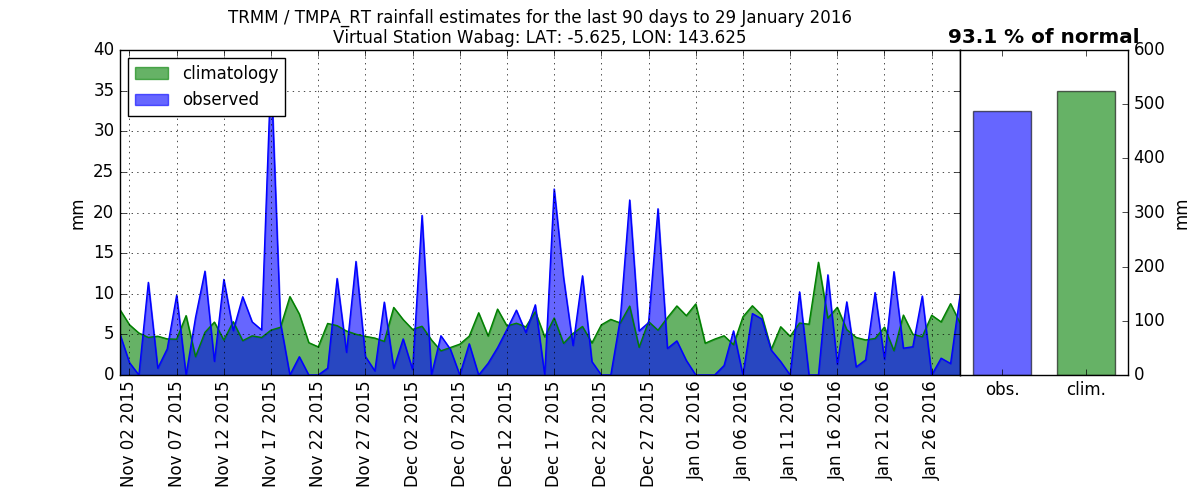 TRMM / TMPA_RT rainfall estimates for the last 90 days to 29 January 2016
Virtual Station Wabag: LAT: -5.625, LON: 143.625
93.1 % of normal
climatology
observed
40
35
30
25
20
15
10
5
0
mm
Nov 02 2015
Nov 07 2015
Nov 12 2015
Nov 17 2015
Nov 22 2015
Nov 27 2015
Dec 02 2015
Dec 07 2015
Dec 12 2015
Dec 17 2015
Dec 22 2015
Dec 27 2015
Jan 01 2016
Jan 06 2016
Jan 11 2016
Jan 16 2016
Jan 21 2016
Jan 26 2016
600
500
400
300
200
100
0
mm
obs.
clim.